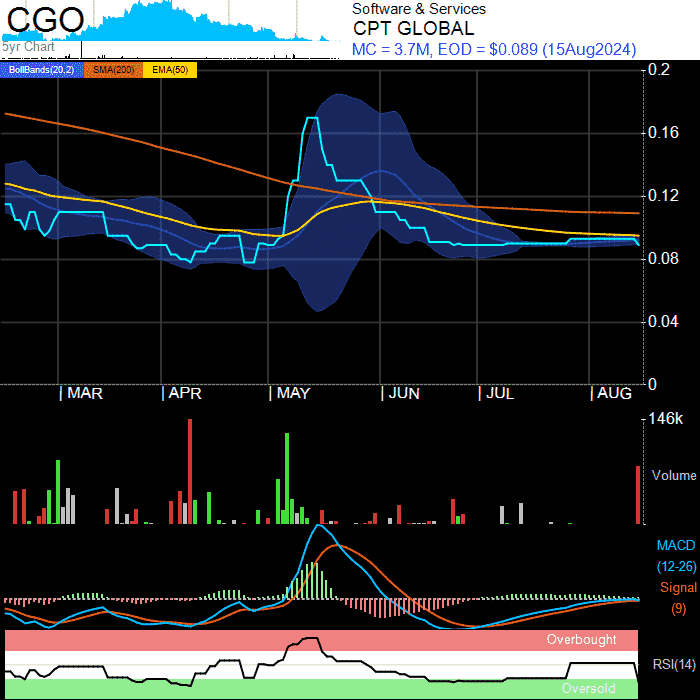 CGO
5yr Chart
Software & Services
CPT GLOBAL
MC = 3.7M, EOD = $0.089 (15Aug2024)
BollBands(20,2) SMA(200) EMA(50)
0.2
0.16
0.12
0.08
0.04
0
MAR APR MAY JUN JUL AUG
146k
Volume
MACD
(12-26)
Signal
(9)
Overbought
RSI(14)
Oversold